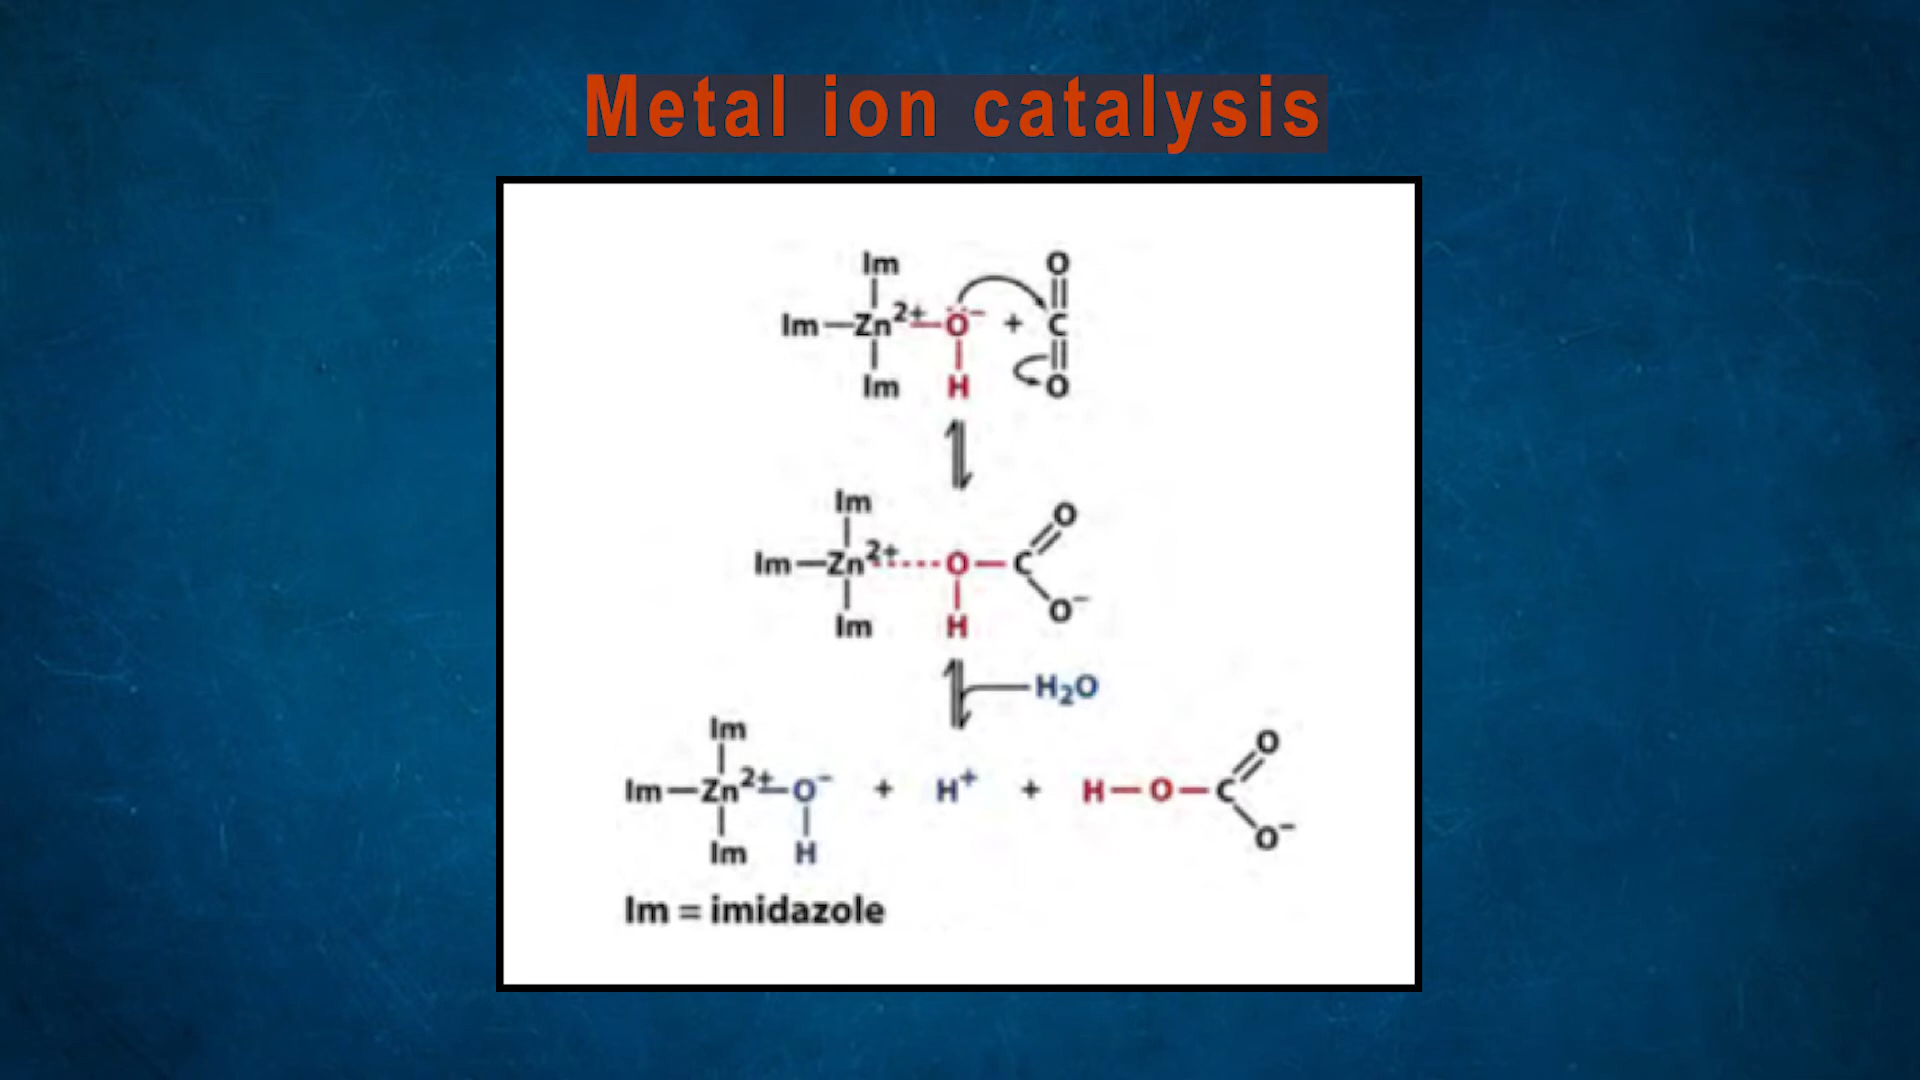 Metal ion catalysis
Im O
Im—Zn²⁺—O⁻ + C
Im H O
Im O
Im—Zn²⁺----O—C
Im H O⁻
H₂O
Im O
Im—Zn²⁺—O⁻ + H⁺ + H—O—C
Im H O⁻
Im = imidazole